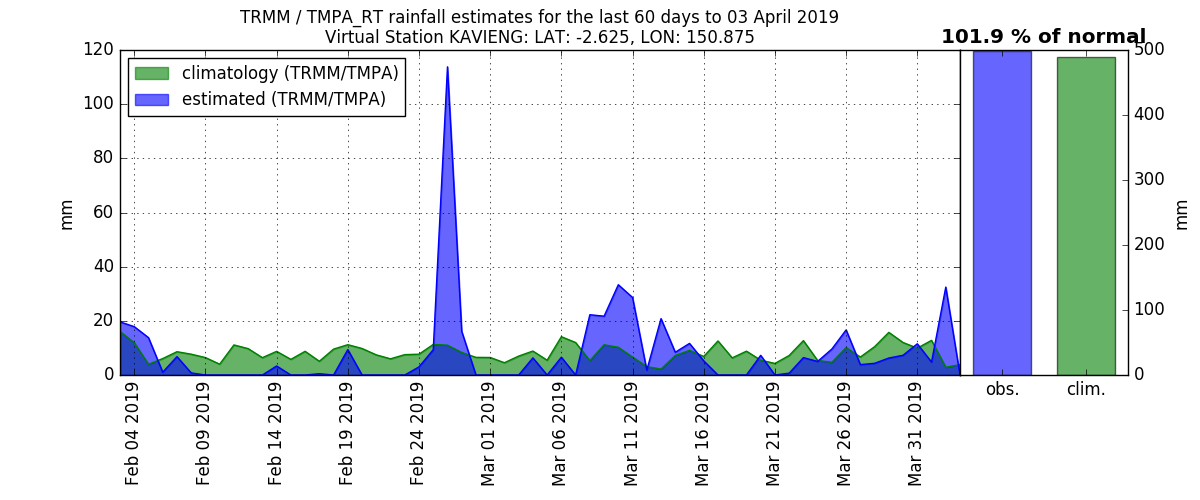 TRMM / TMPA_RT rainfall estimates for the last 60 days to 03 April 2019
Virtual Station KAVIENG: LAT: -2.625, LON: 150.875
101.9 % of normal
climatology (TRMM/TMPA)
estimated (TRMM/TMPA)
120
100
80
60
40
20
0
mm
500
400
300
200
100
0
mm
obs.
clim.
Feb 04 2019
Feb 09 2019
Feb 14 2019
Feb 19 2019
Feb 24 2019
Mar 01 2019
Mar 06 2019
Mar 11 2019
Mar 16 2019
Mar 21 2019
Mar 26 2019
Mar 31 2019